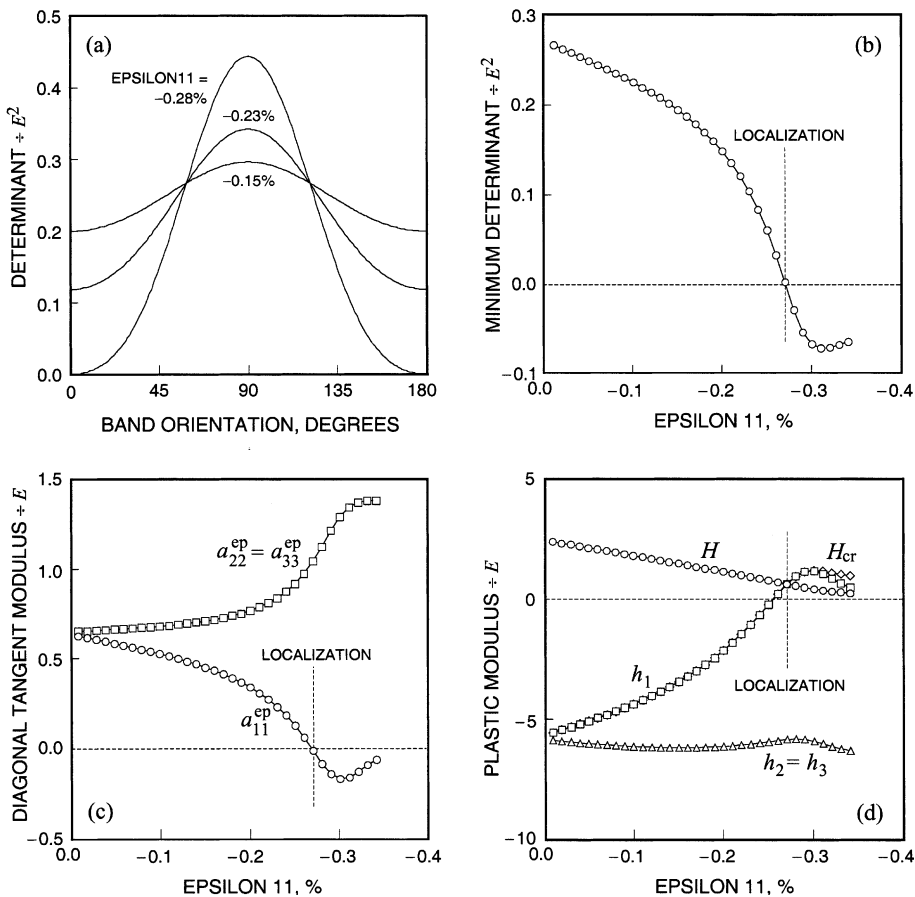 (a)
EPSILON11 =
−0.28%
−0.23%
−0.15%
0.5
0.4
0.3
0.2
0.1
0.0
0 45 90 135 180
DETERMINANT ÷ E²
BAND ORIENTATION, DEGREES
(b)
LOCALIZATION
0.3
0.2
0.1
0.0
−0.1
0.0 −0.1 −0.2 −0.3 −0.4
MINIMUM DETERMINANT ÷ E²
EPSILON 11, %
1.5
1.0
0.5
0.0
−0.5
a₂₂ᵉᵖ = a₃₃ᵉᵖ
LOCALIZATION
a₁₁ᵉᵖ
(c)
0.0 −0.1 −0.2 −0.3 −0.4
DIAGONAL TANGENT MODULUS ÷ E
EPSILON 11, %
5
0
−5
−10
H
Hcr
h₁
LOCALIZATION
h₂ = h₃
(d)
0.0 −0.1 −0.2 −0.3 −0.4
PLASTIC MODULUS ÷ E
EPSILON 11, %